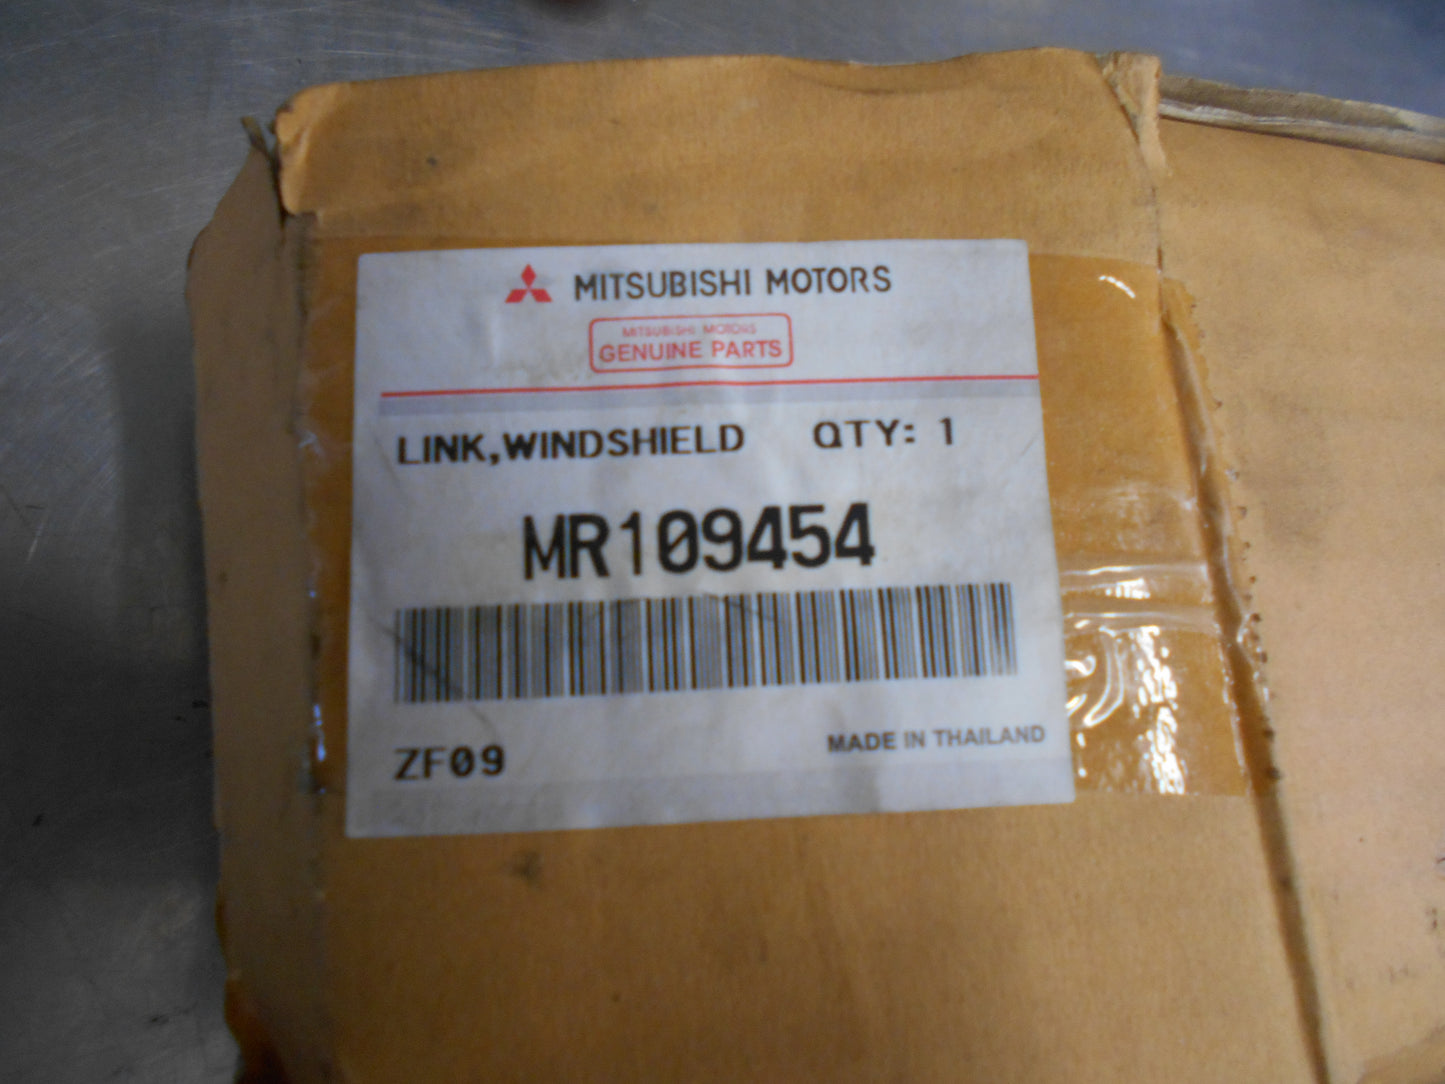 MITSUBISHI MOTORS
MITSUBISHI MOTORS
GENUINE PARTS
LINK,WINDSHIELD QTY: 1
MR109454
ZF09
MADE IN THAILAND